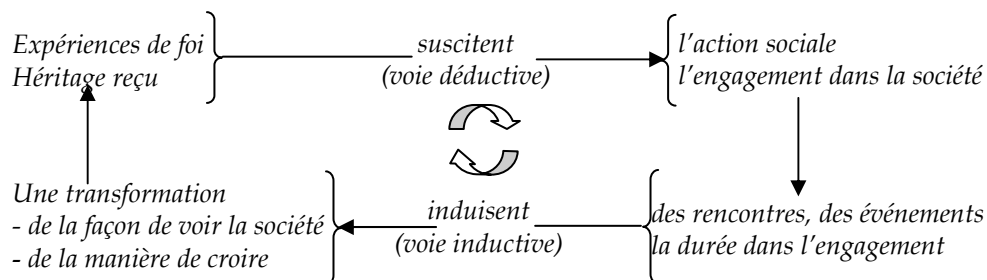 Expériences de foi
Héritage reçu
suscitent
(voie déductive)
l'action sociale
l'engagement dans la société
Une transformation
- de la façon de voir la société
- de la manière de croire
induisent
(voie inductive)
des rencontres, des événements
la durée dans l'engagement